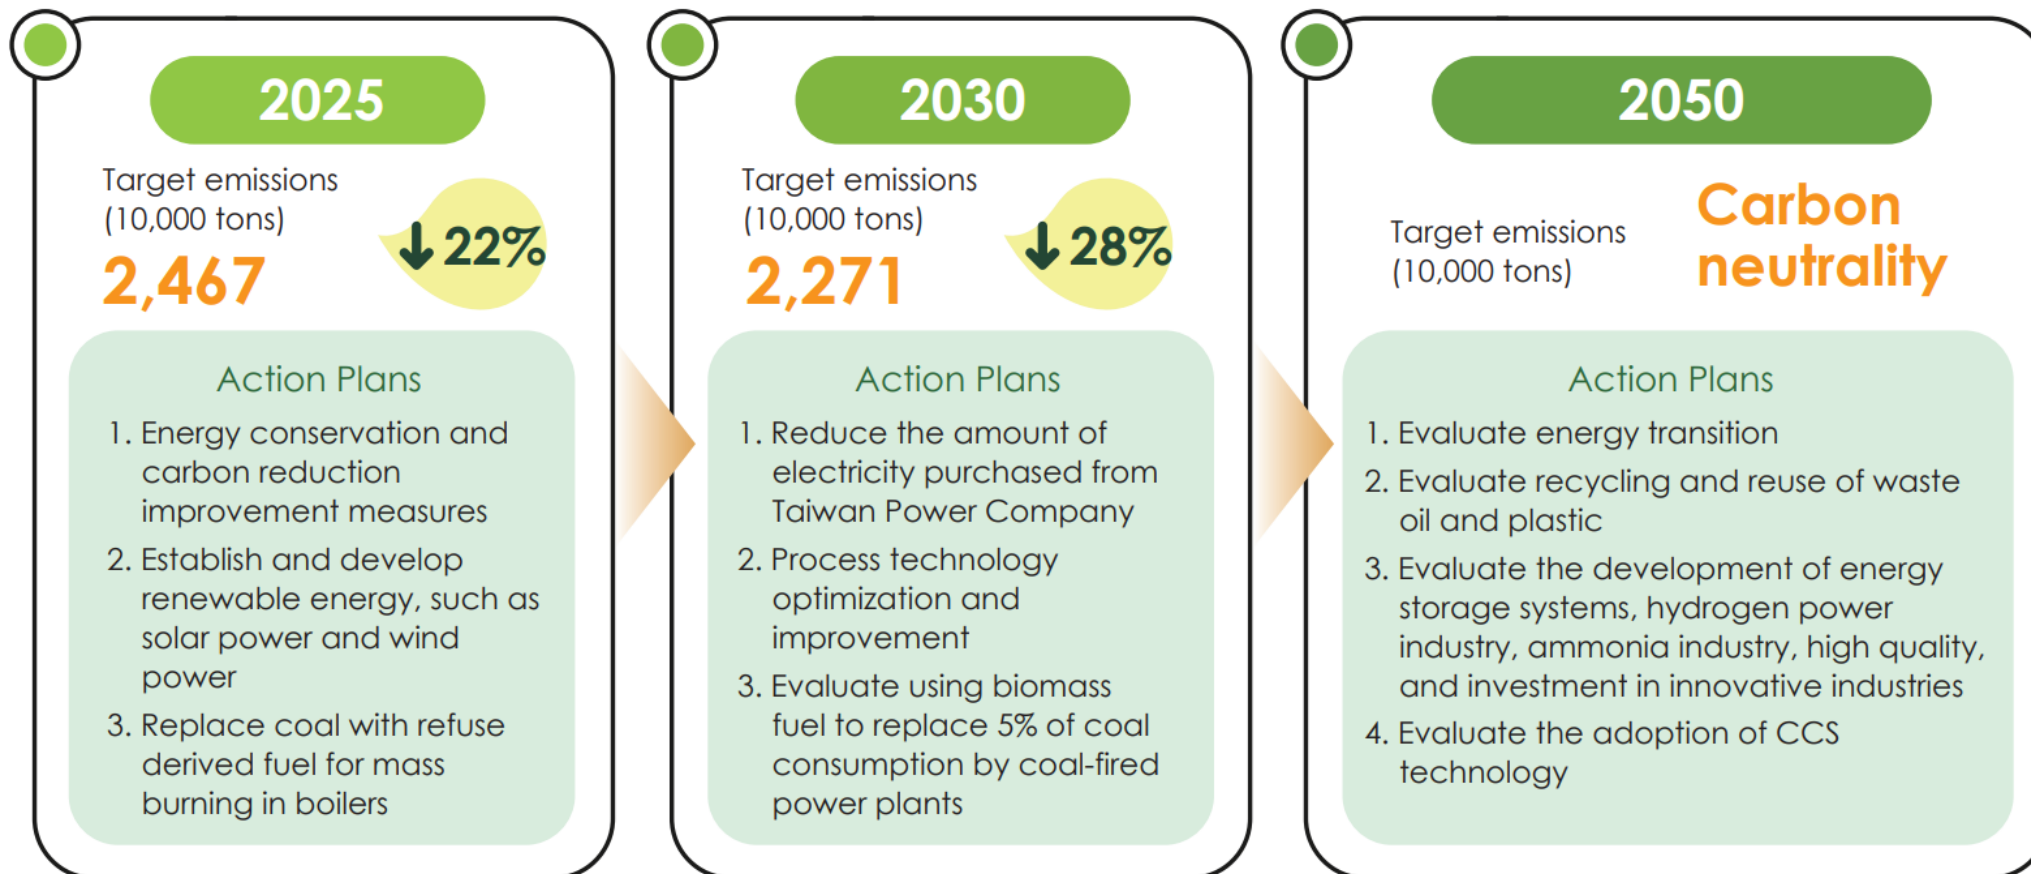 2025
Target emissions
(10,000 tons)
2,467
↓22%
Action Plans
1. Energy conservation and
carbon reduction
improvement measures
2. Establish and develop
renewable energy, such as
solar power and wind
power
3. Replace coal with refuse
derived fuel for mass
burning in boilers
2030
Target emissions
(10,000 tons)
2,271
↓28%
Action Plans
1. Reduce the amount of
electricity purchased from
Taiwan Power Company
2. Process technology
optimization and
improvement
3. Evaluate using biomass
fuel to replace 5% of coal
consumption by coal-fired
power plants
2050
Target emissions
(10,000 tons)
Carbon
neutrality
Action Plans
1. Evaluate energy transition
2. Evaluate recycling and reuse of waste
oil and plastic
3. Evaluate the development of energy
storage systems, hydrogen power
industry, ammonia industry, high quality,
and investment in innovative industries
4. Evaluate the adoption of CCS
technology